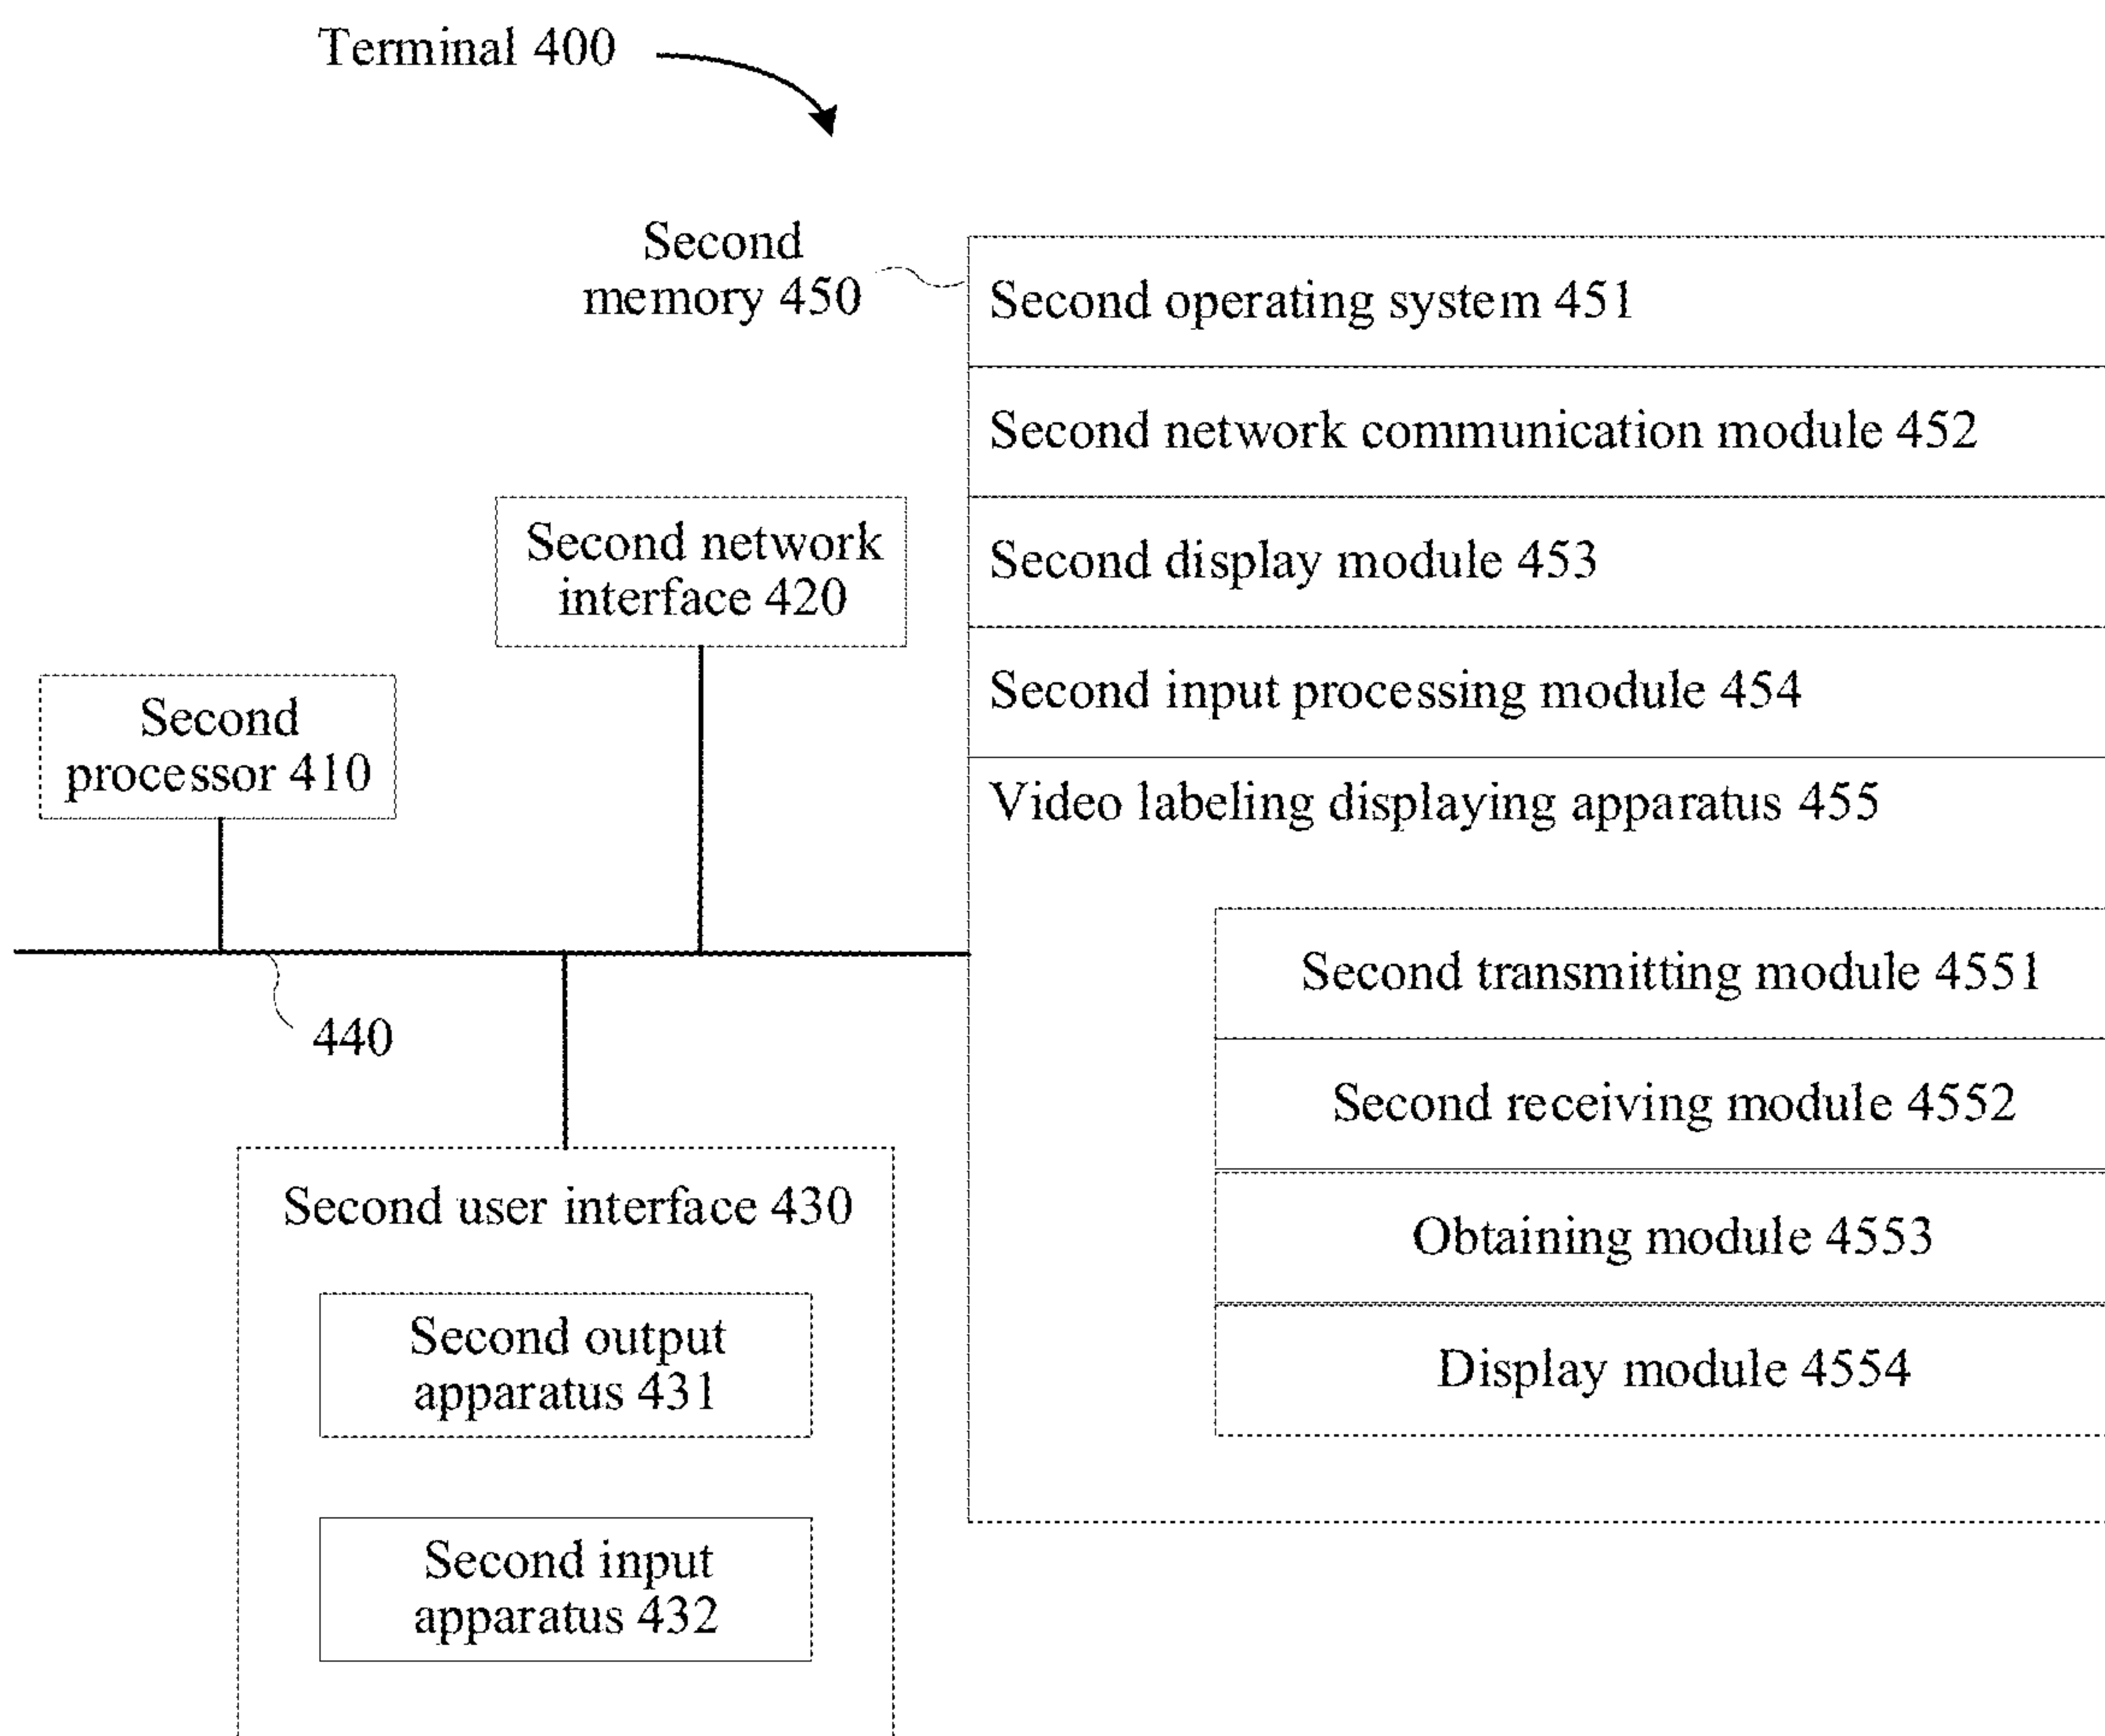 Terminal 400
Second
memory 450
Second operating system 451
Second network communication module 452
Second network
interface 420
Second display module 453
Second input processing module 454
Second
processor 410
Video labeling displaying apparatus 455
Second transmitting module 4551
440
Second receiving module 4552
Second user interface 430
Obtaining module 4553
Second output
apparatus 431
Display module 4554
Second input
apparatus 432